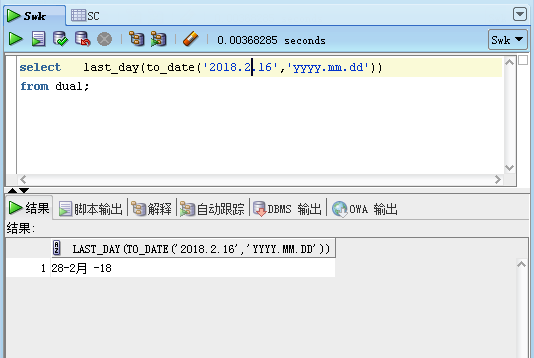 Swk SC
0.00368285 seconds Swk
select last_day(to_date('2018.2.16','yyyy.mm.dd'))
from dual;
结果 脚本输出 解释 自动跟踪 DBMS 输出 OWA 输出
结果:
LAST_DAY(TO_DATE('2018.2.16','YYYY.MM.DD'))
1 28-2月 -18